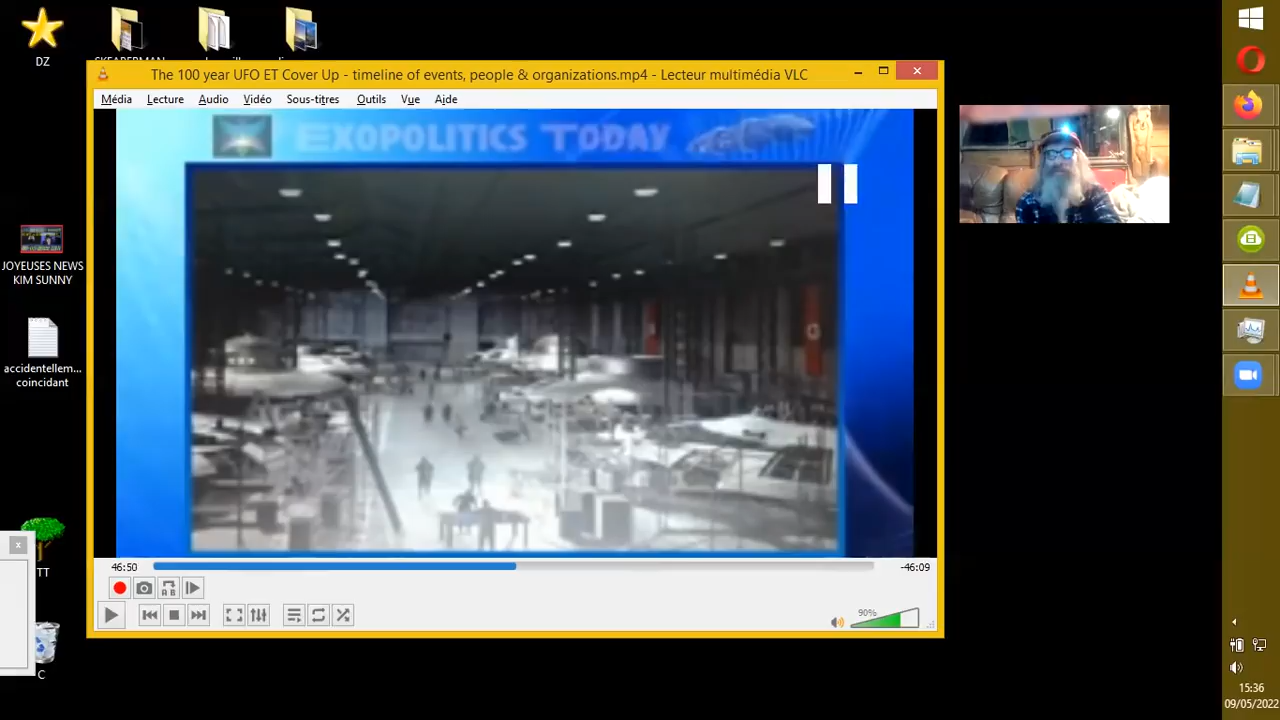 DZ
The 100 year UFO ET Cover Up - timeline of events, people & organizations.mp4 - Lecteur multimédia VLC
Média Lecture Audio Vidéo Sous-titres Outils Vue Aide
EXOPOLITICS TODAY
JOYEUSES NEWS
KIM SUNNY
accidentellem...
coincidant
46:50
-46:09
90%
TT
C
15:36
09/05/2022